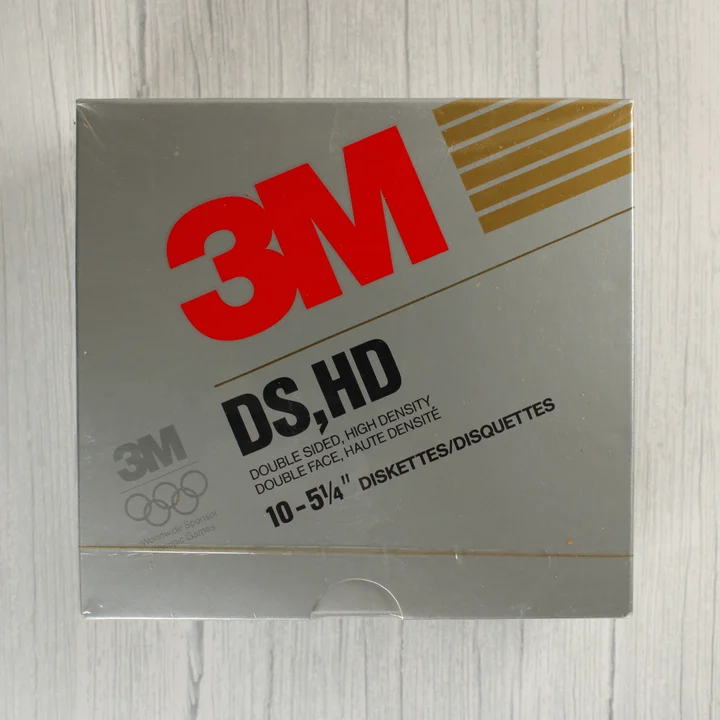 3M
DS,HD
DOUBLE SIDED, HIGH DENSITY
DOUBLE FACE, HAUTE DENSITÉ
10 – 5¼" DISKETTES/DISQUETTES
3M
Worldwide Sponsor
Games